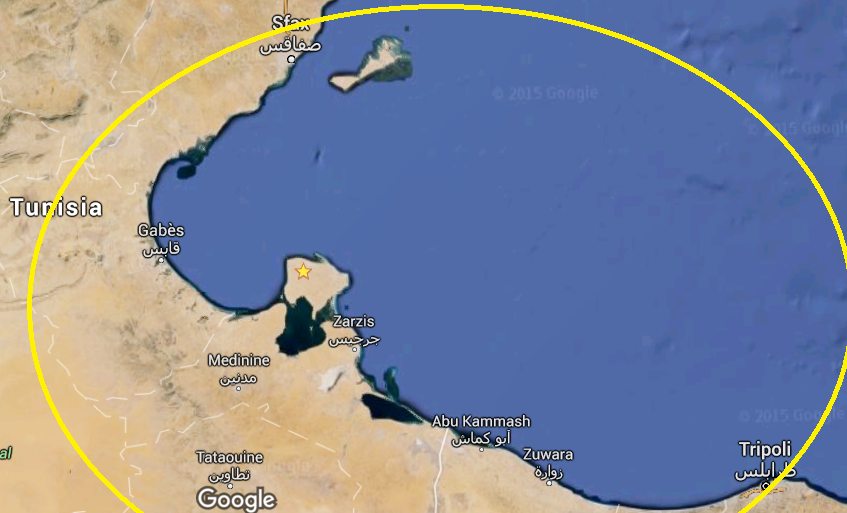 Sfax
صفاقس
© 2015 Google
2015 Google
Tunisia
Gabès
قابس
Zarzis
جرجيس
Medinine
مدنين
© 2015 Google
Abu Kammash
أبو كماش
Tripoli
طرابلس
Zuwara
زوارة
al
Tataouine
تطاوين
Google